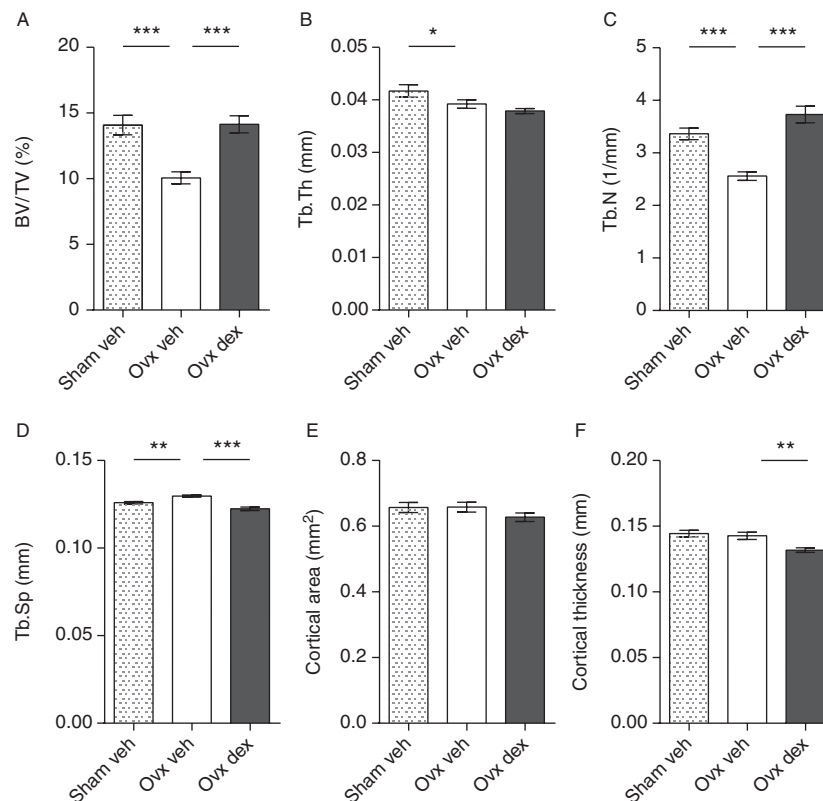 A
***
***
20
15
10
5
0
BV/TV (%)
Sham veh
Ovx veh
Ovx dex
B
*
0.05
0.04
0.03
0.02
0.01
0.00
Tb.Th (mm)
Sham veh
Ovx veh
Ovx dex
C
***
***
5
4
3
2
1
0
Tb.N (1/mm)
Sham veh
Ovx veh
Ovx dex
D
**
***
0.15
0.10
0.05
0.00
Tb.Sp (mm)
Sham veh
Ovx veh
Ovx dex
E
0.8
0.6
0.4
0.2
0.0
Cortical area (mm²)
Sham veh
Ovx veh
Ovx dex
F
**
0.20
0.15
0.10
0.05
0.00
Cortical thickness (mm)
Sham veh
Ovx veh
Ovx dex